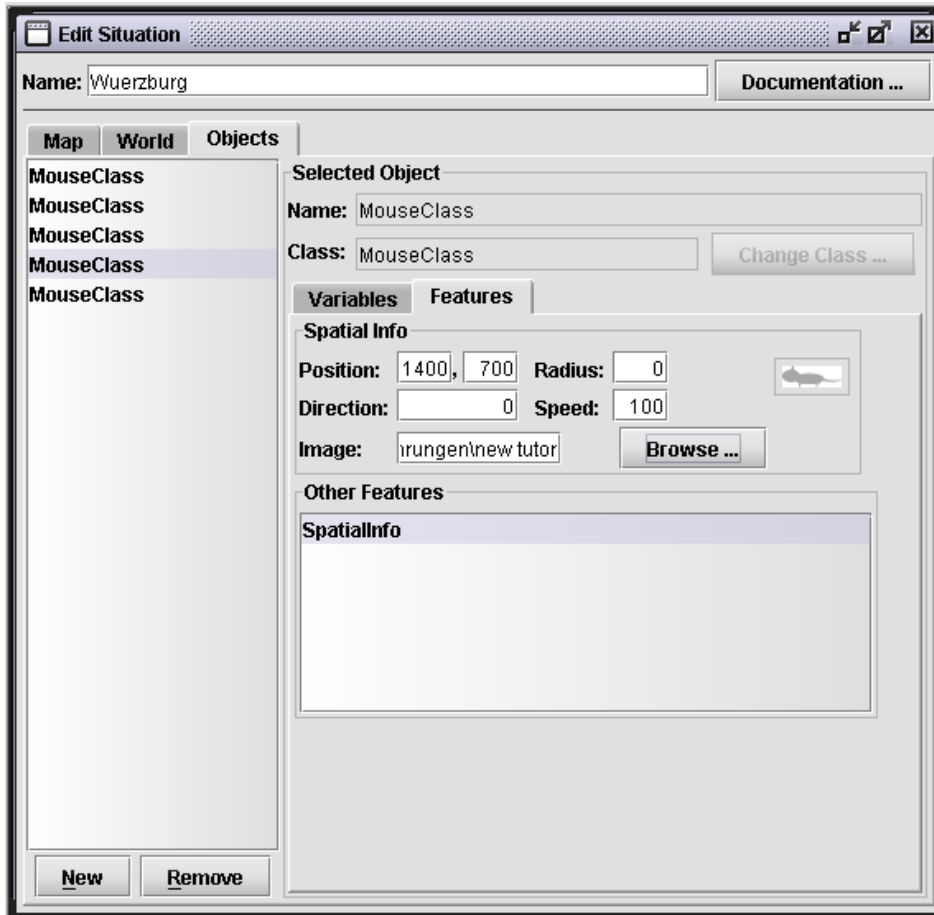 Edit Situation
Name: Wuerzburg Documentation ...
Map World Objects
MouseClass
MouseClass
MouseClass
MouseClass
MouseClass
Selected Object
Name: MouseClass
Class: MouseClass Change Class ...
Variables Features
Spatial Info
Position: 1400, 700 Radius: 0
Direction: 0 Speed: 100
Image: rungen\new tutor Browse ...
Other Features
SpatialInfo
New Remove